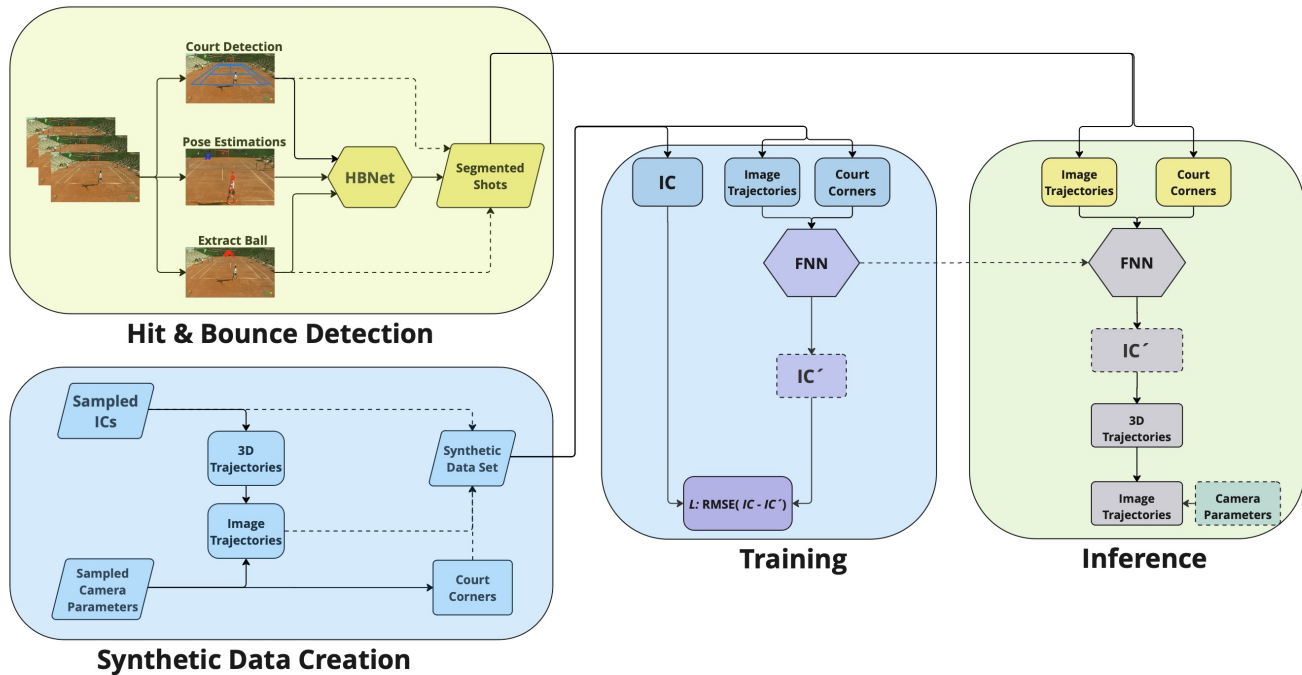 Court Detection
Pose Estimations
Extract Ball
HBNet
Segmented
Shots
Hit & Bounce Detection
Sampled
ICs
3D
Trajectories
Image
Trajectories
Sampled
Camera
Parameters
Synthetic
Data Set
Court
Corners
Synthetic Data Creation
IC
Image
Trajectories
Court
Corners
FNN
IC´
L: RMSE( IC - IC´)
Training
Image
Trajectories
Court
Corners
FNN
IC´
3D
Trajectories
Image
Trajectories
Camera
Parameters
Inference